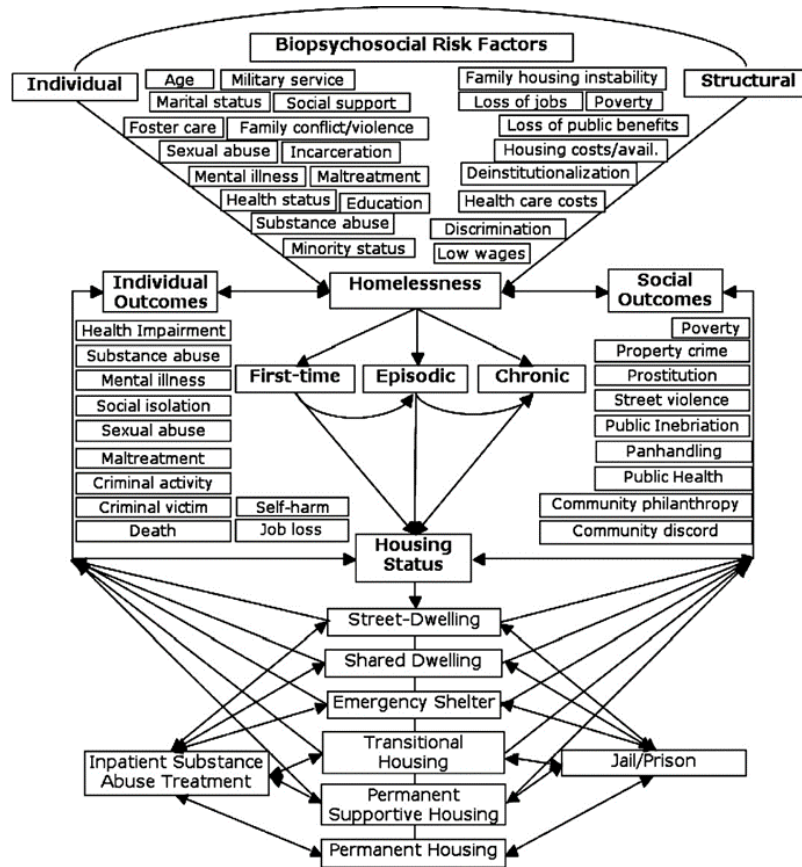 Biopsychosocial Risk Factors
Individual
Structural
Age
Military service
Marital status
Social support
Foster care
Family conflict/violence
Sexual abuse
Incarceration
Mental illness
Maltreatment
Health status
Education
Substance abuse
Minority status
Family housing instability
Loss of jobs
Poverty
Loss of public benefits
Housing costs/avail.
Deinstitutionalization
Health care costs
Discrimination
Low wages
Individual
Outcomes
Homelessness
Social
Outcomes
Health Impairment
Substance abuse
Mental illness
Social isolation
Sexual abuse
Maltreatment
Criminal activity
Criminal victim
Self-harm
Death
Job loss
First-time
Episodic
Chronic
Poverty
Property crime
Prostitution
Street violence
Public Inebriation
Panhandling
Public Health
Community philanthropy
Community discord
Housing
Status
Street-Dwelling
Shared Dwelling
Emergency Shelter
Transitional
Housing
Inpatient Substance
Abuse Treatment
Jail/Prison
Permanent
Supportive Housing
Permanent Housing